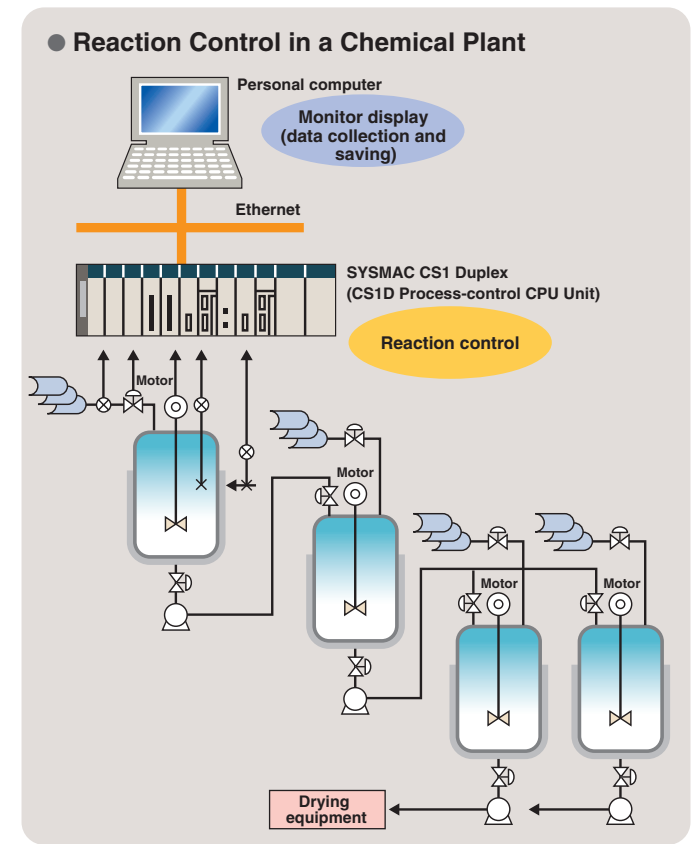 Reaction Control in a Chemical Plant
Personal computer
Monitor display
(data collection and
saving)
Ethernet
SYSMAC CS1 Duplex
(CS1D Process-control CPU Unit)
Reaction control
Motor
Motor
Motor
Motor
Drying
equipment